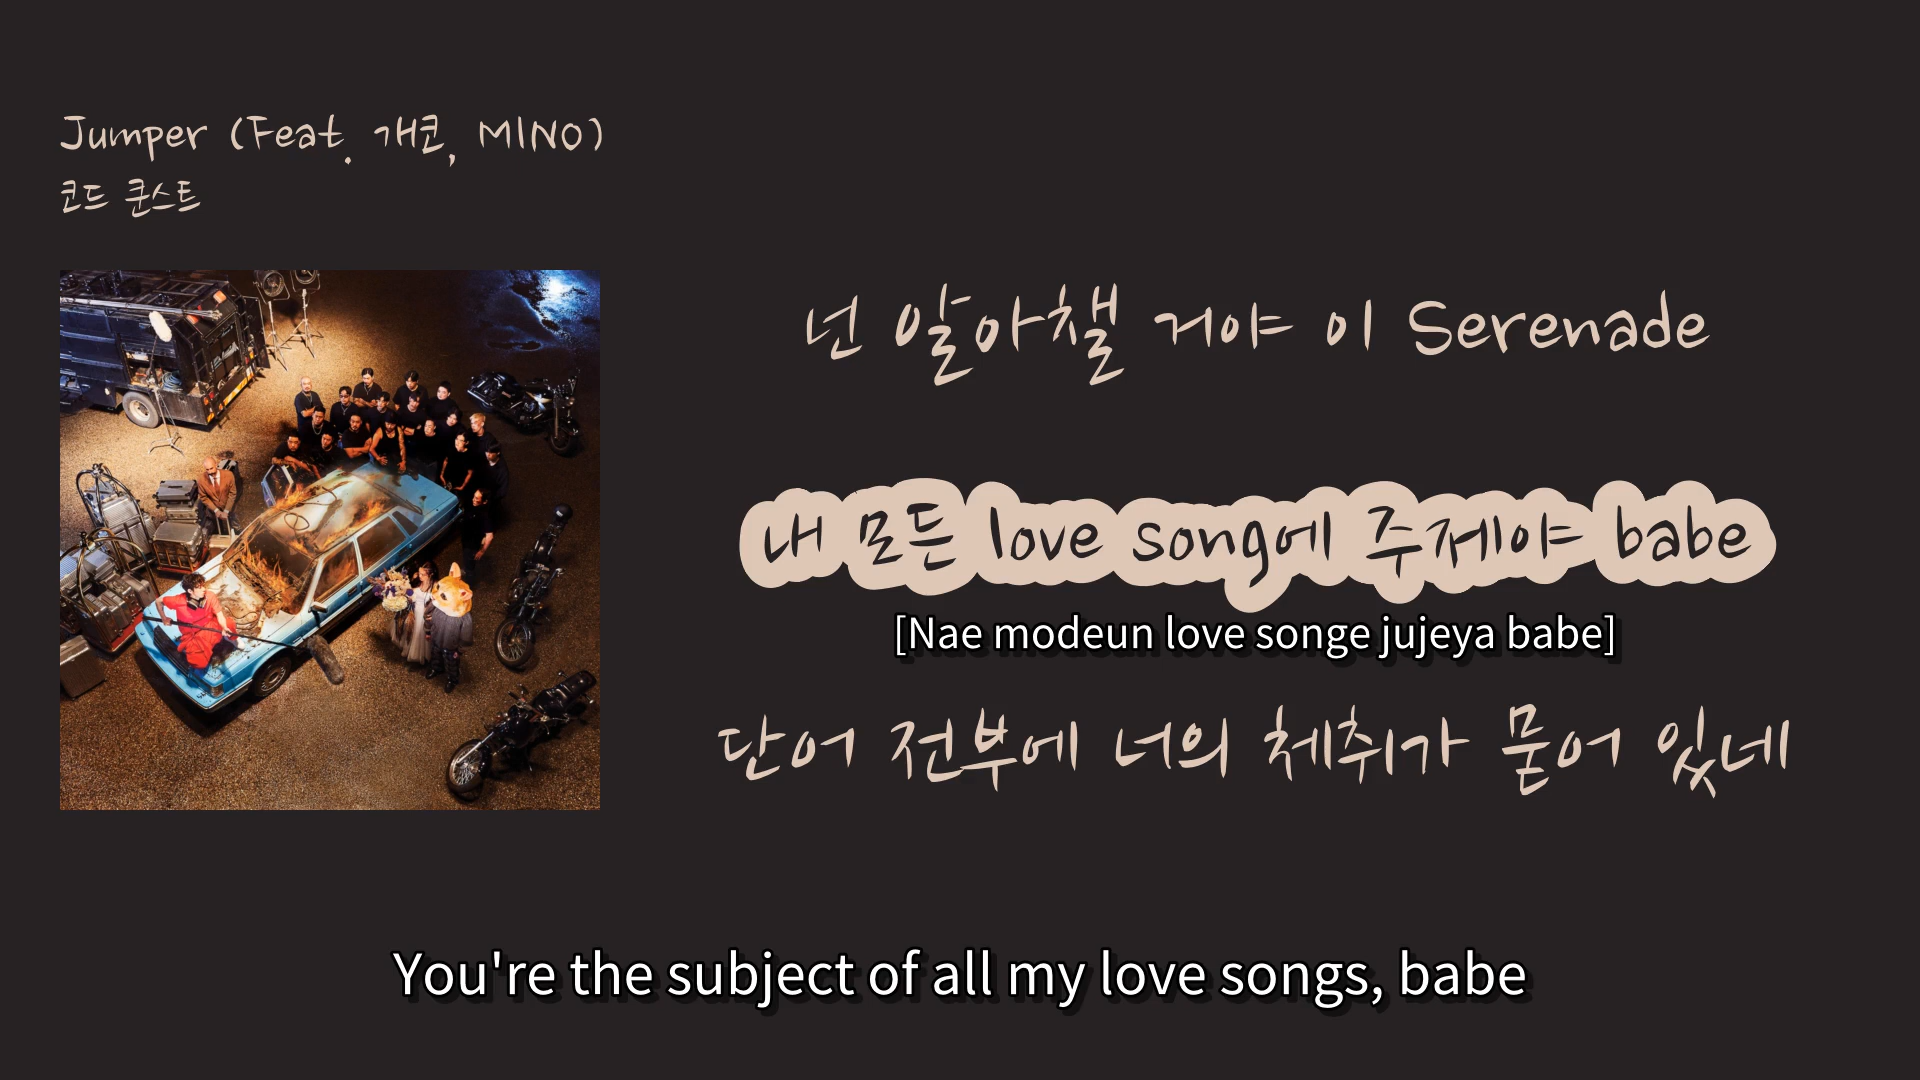 Jumper (Feat. 개코, MINO)
코드 쿤스트
넌 알아챌 거야 이 Serenade
내 모든 love song에 주제야 babe
[Nae modeun love songe jujeya babe]
단어 전부에 너의 체취가 묻어 있네
You're the subject of all my love songs, babe